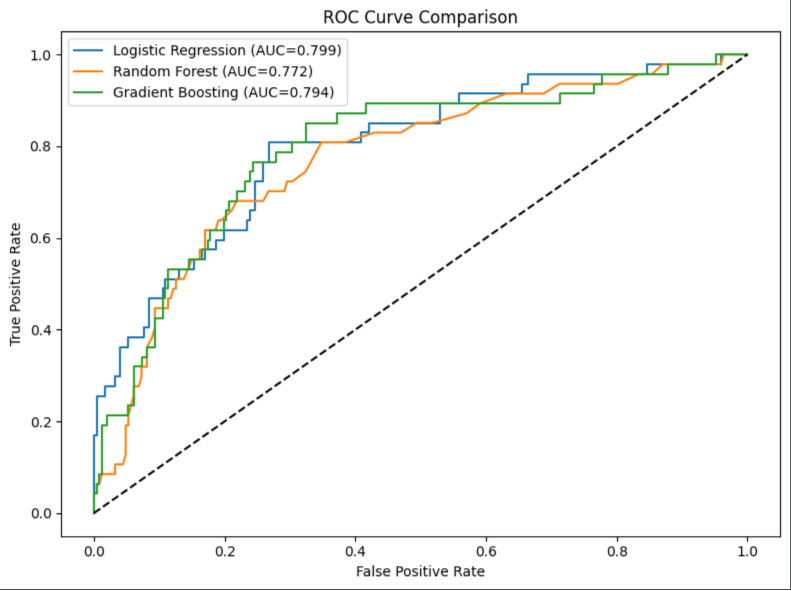 ROC Curve Comparison
Logistic Regression (AUC=0.799)
Random Forest (AUC=0.772)
Gradient Boosting (AUC=0.794)
True Positive Rate
1.0
0.8
0.6
0.4
0.2
0.0
0.0 0.2 0.4 0.6 0.8 1.0
False Positive Rate